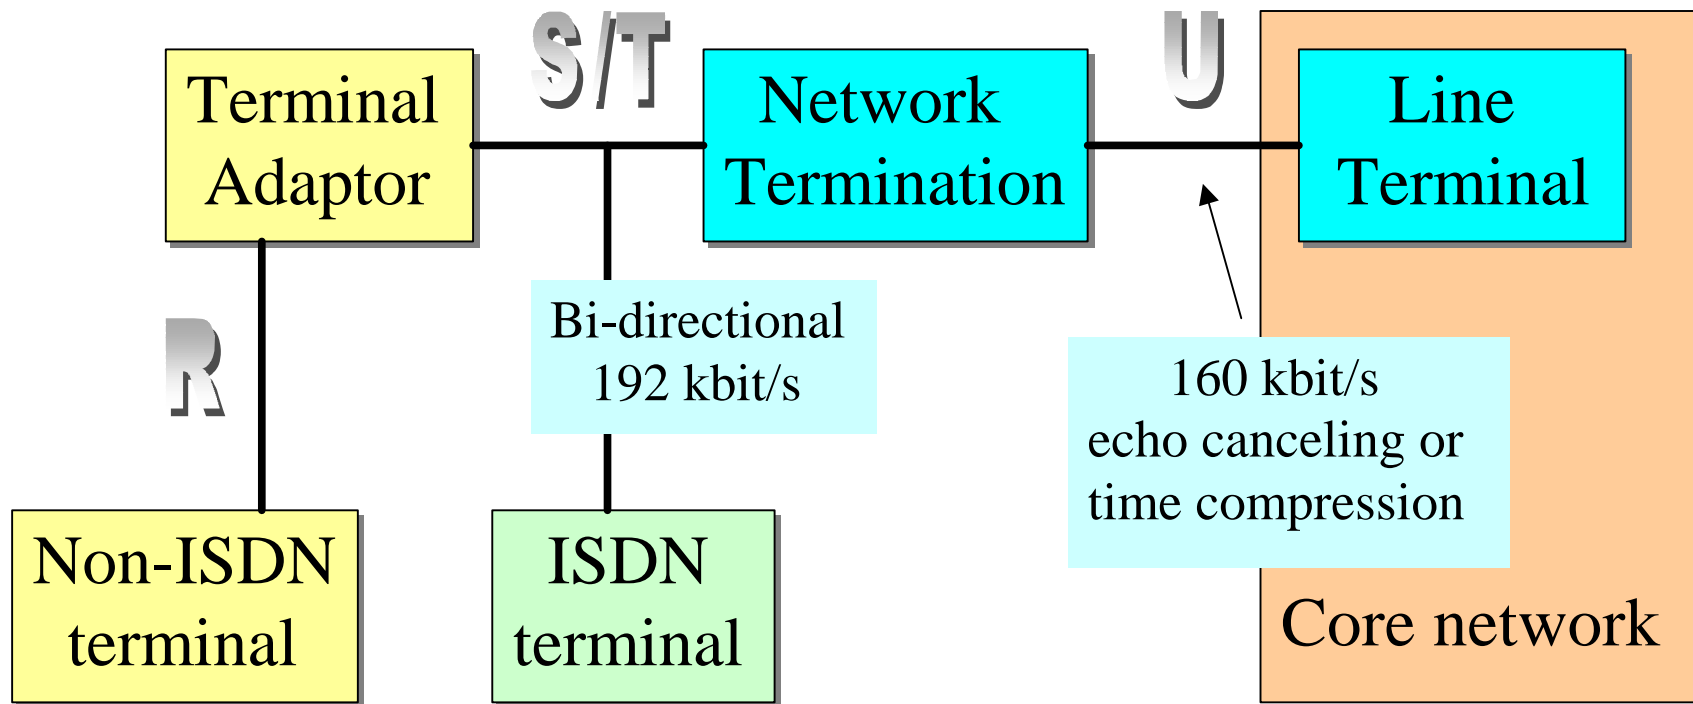 S/T
U
Terminal
Adaptor
Network
Termination
Line
Terminal
R
Bi-directional
192 kbit/s
160 kbit/s
echo canceling or
time compression
Non-ISDN
terminal
ISDN
terminal
Core network